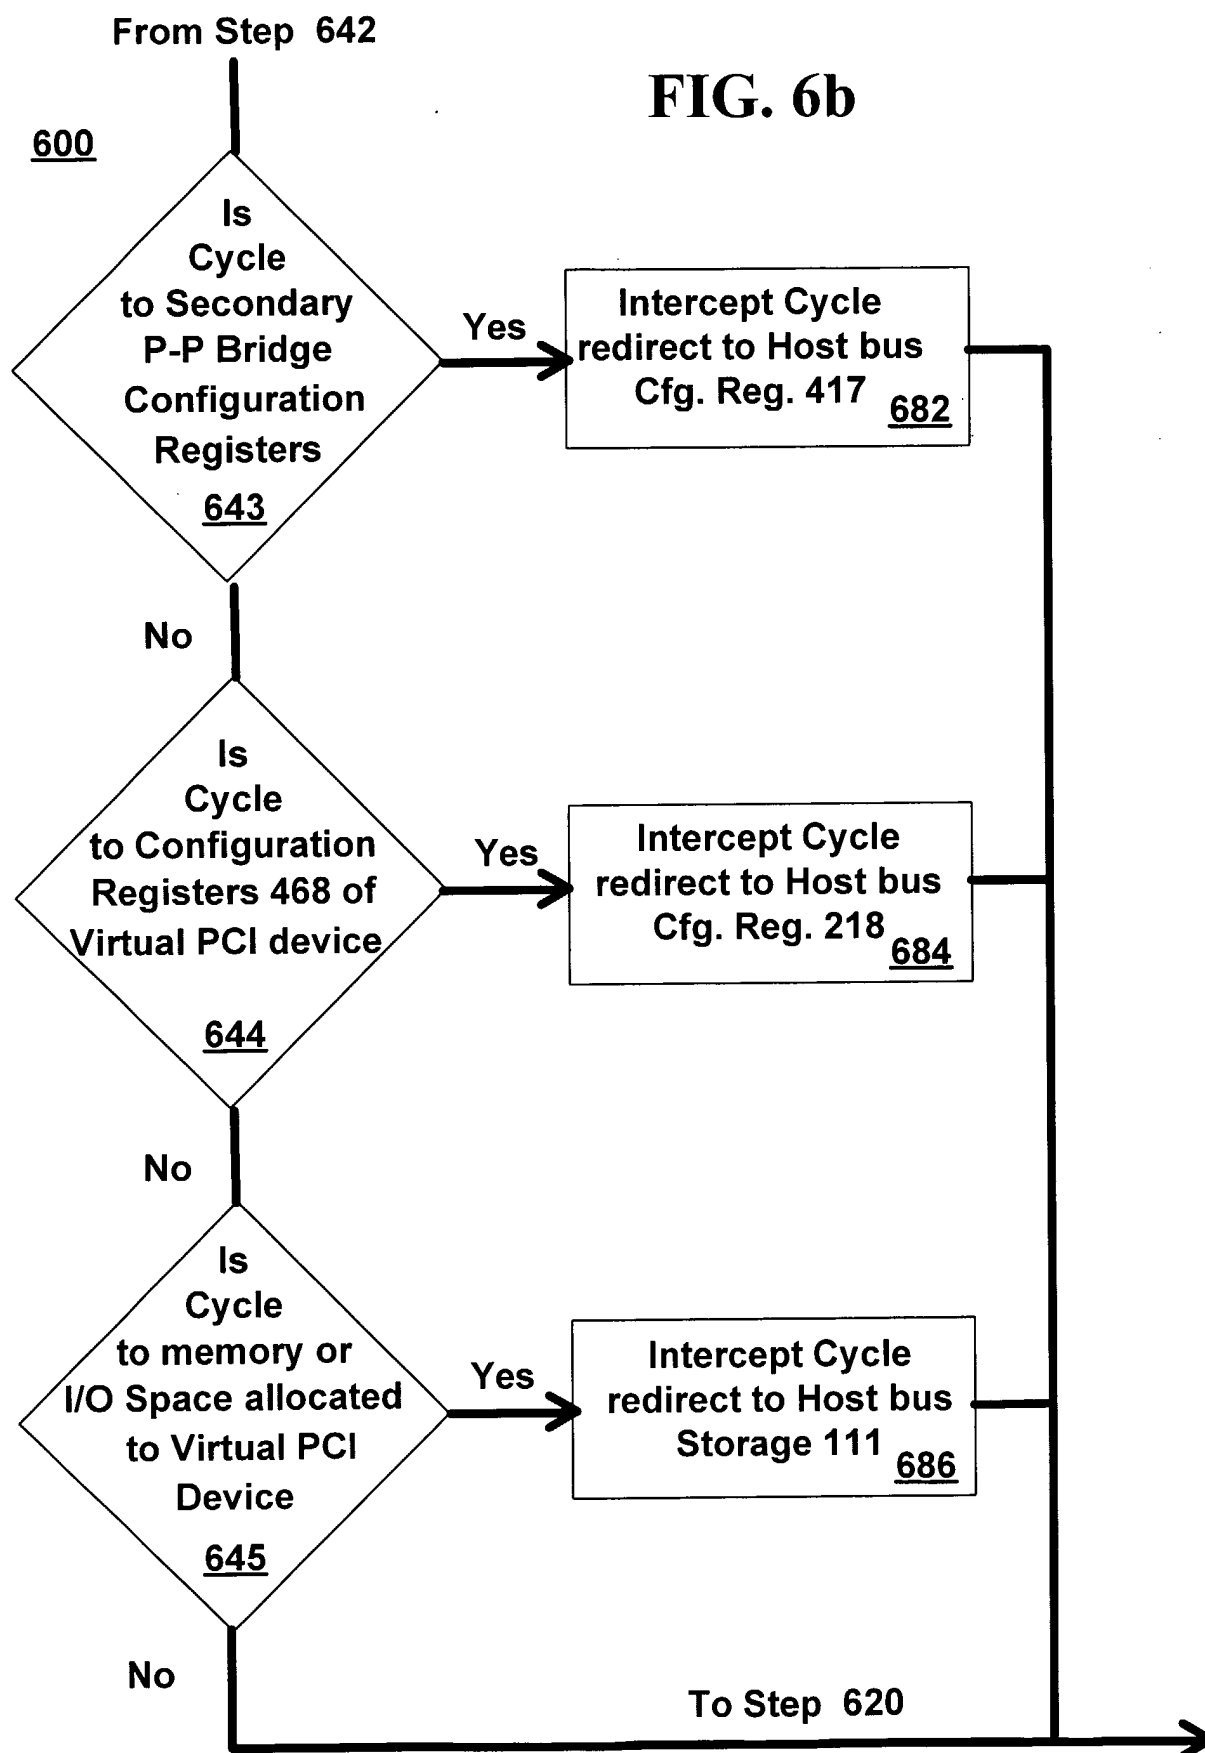 From Step 642
FIG. 6b
600
Is
Cycle
to Secondary
P-P Bridge
Configuration
Registers
643
Yes
Intercept Cycle
redirect to Host bus
Cfg. Reg. 417
682
No
Is
Cycle
to Configuration
Registers 468 of
Virtual PCI device
644
Yes
Intercept Cycle
redirect to Host bus
Cfg. Reg. 218
684
No
Is
Cycle
to memory or
I/O Space allocated
to Virtual PCI
Device
645
Yes
Intercept Cycle
redirect to Host bus
Storage 111
686
No
To Step 620